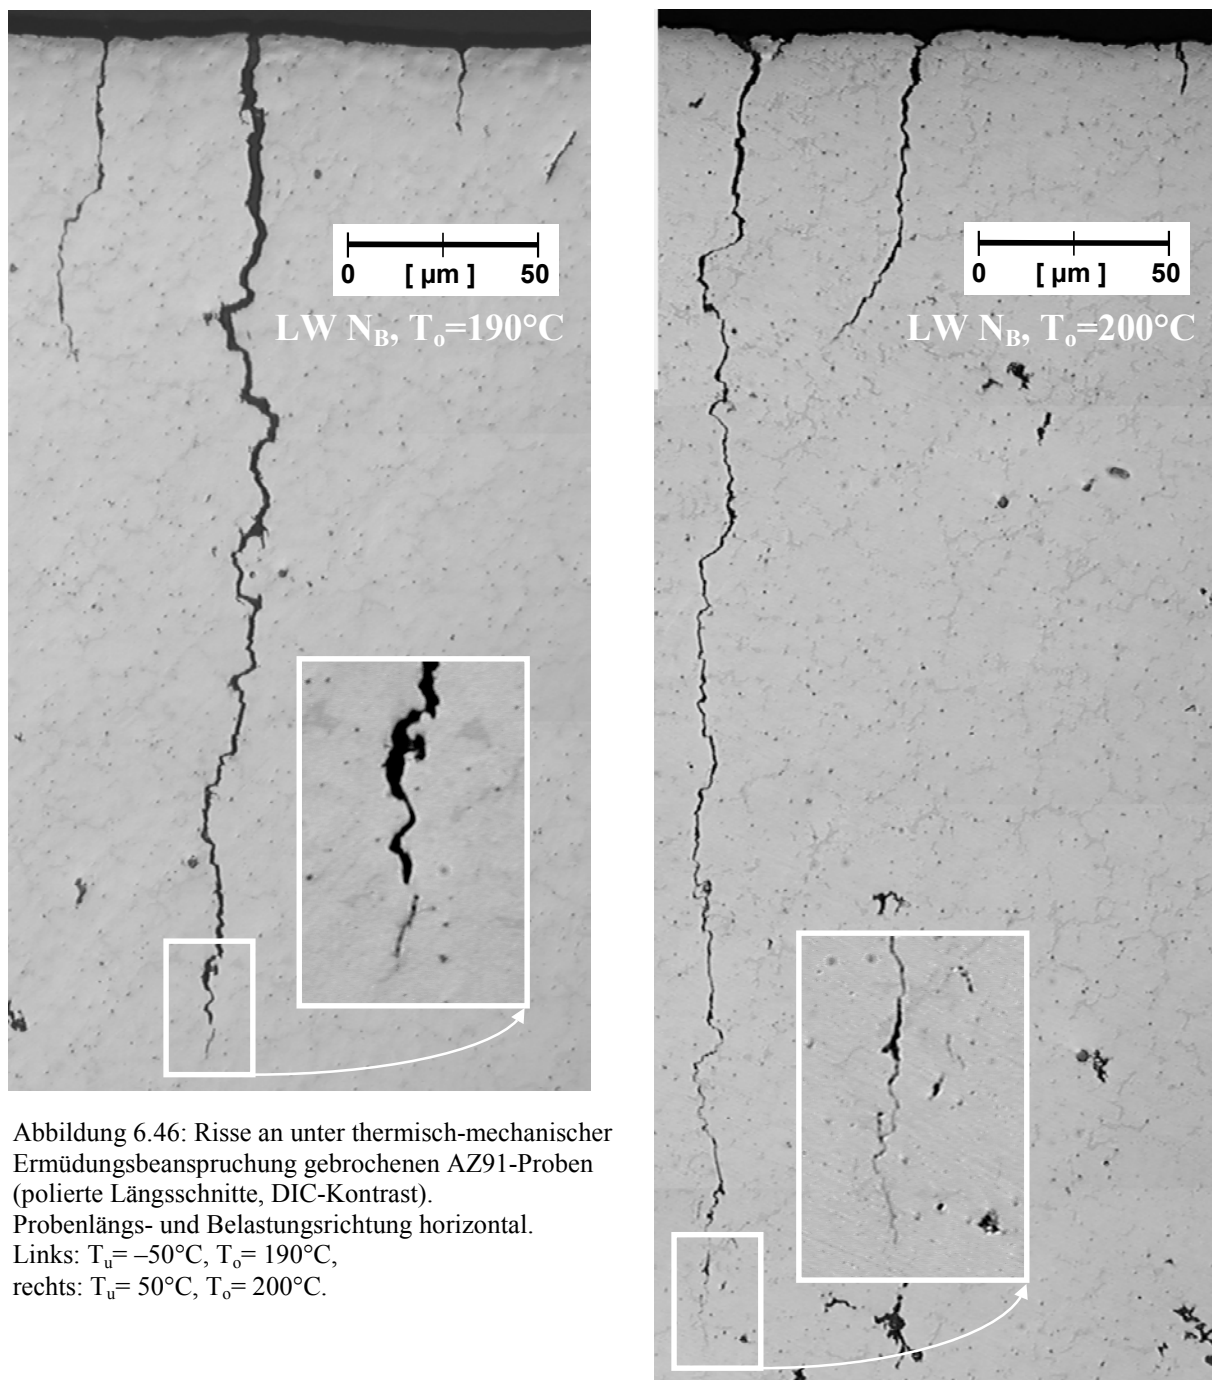 0 [ µm ] 50
LW N_B, T_o=190°C
0 [ µm ] 50
LW N_B, T_o=200°C
Abbildung 6.46: Risse an unter thermisch-mechanischer
Ermüdungsbeanspruchung gebrochenen AZ91-Proben
(polierte Längsschnitte, DIC-Kontrast).
Probenlängs- und Belastungsrichtung horizontal.
Links: T_u= –50°C, T_o= 190°C,
rechts: T_u= 50°C, T_o= 200°C.